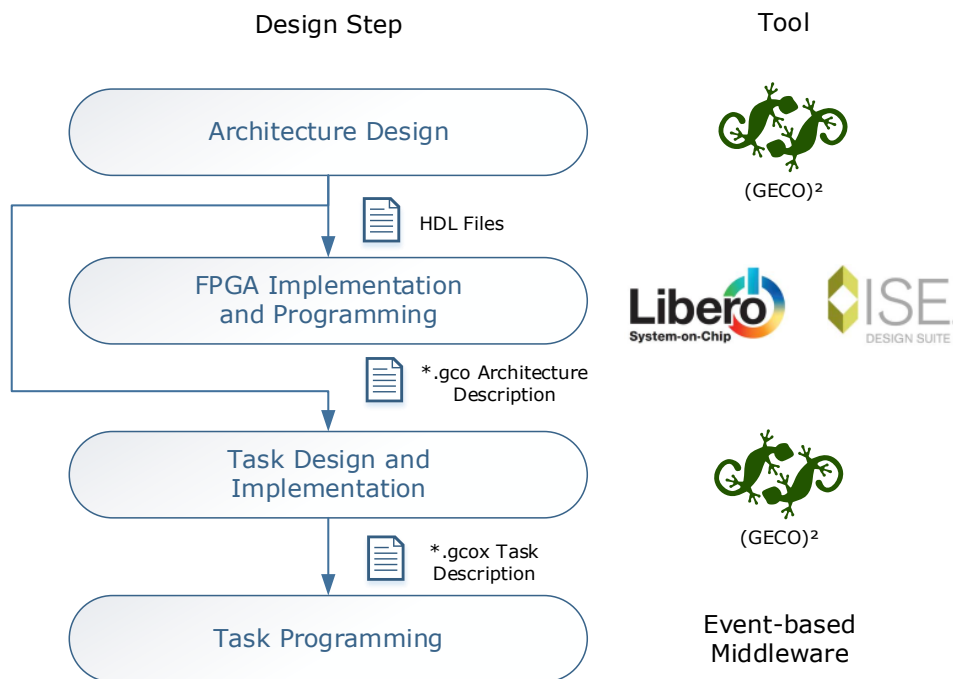 Design Step
Tool
Architecture Design
(GECO)²
HDL Files
FPGA Implementation
and Programming
Libero
System-on-Chip
ISE
DESIGN SUITE
*.gco Architecture
Description
Task Design and
Implementation
(GECO)²
*.gcox Task
Description
Task Programming
Event-based
Middleware